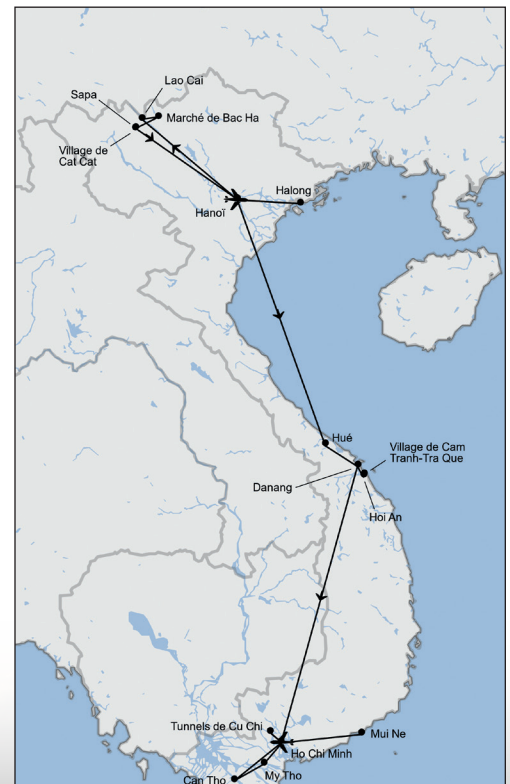 Lao Cai
Sapa
Marché de Bac Ha
Village de
Cat Cat
Halong
Hanoï
Hué
Village de Cam
Tranh-Tra Que
Danang
Hoi An
Tunnels de Cu Chi
Mui Ne
Ho Chi Minh
My Tho
Can Tho